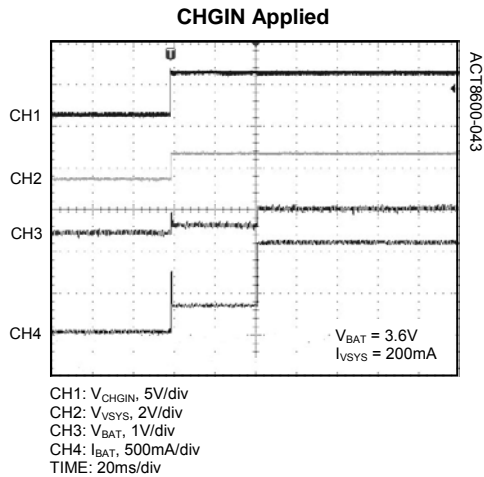 CHGIN Applied
T
ACT8600-043
CH1
CH2
CH3
CH4
VBAT = 3.6V
IVSYS = 200mA
CH1: VCHGIN, 5V/div
CH2: VVSYS, 2V/div
CH3: VBAT, 1V/div
CH4: IBAT, 500mA/div
TIME: 20ms/div